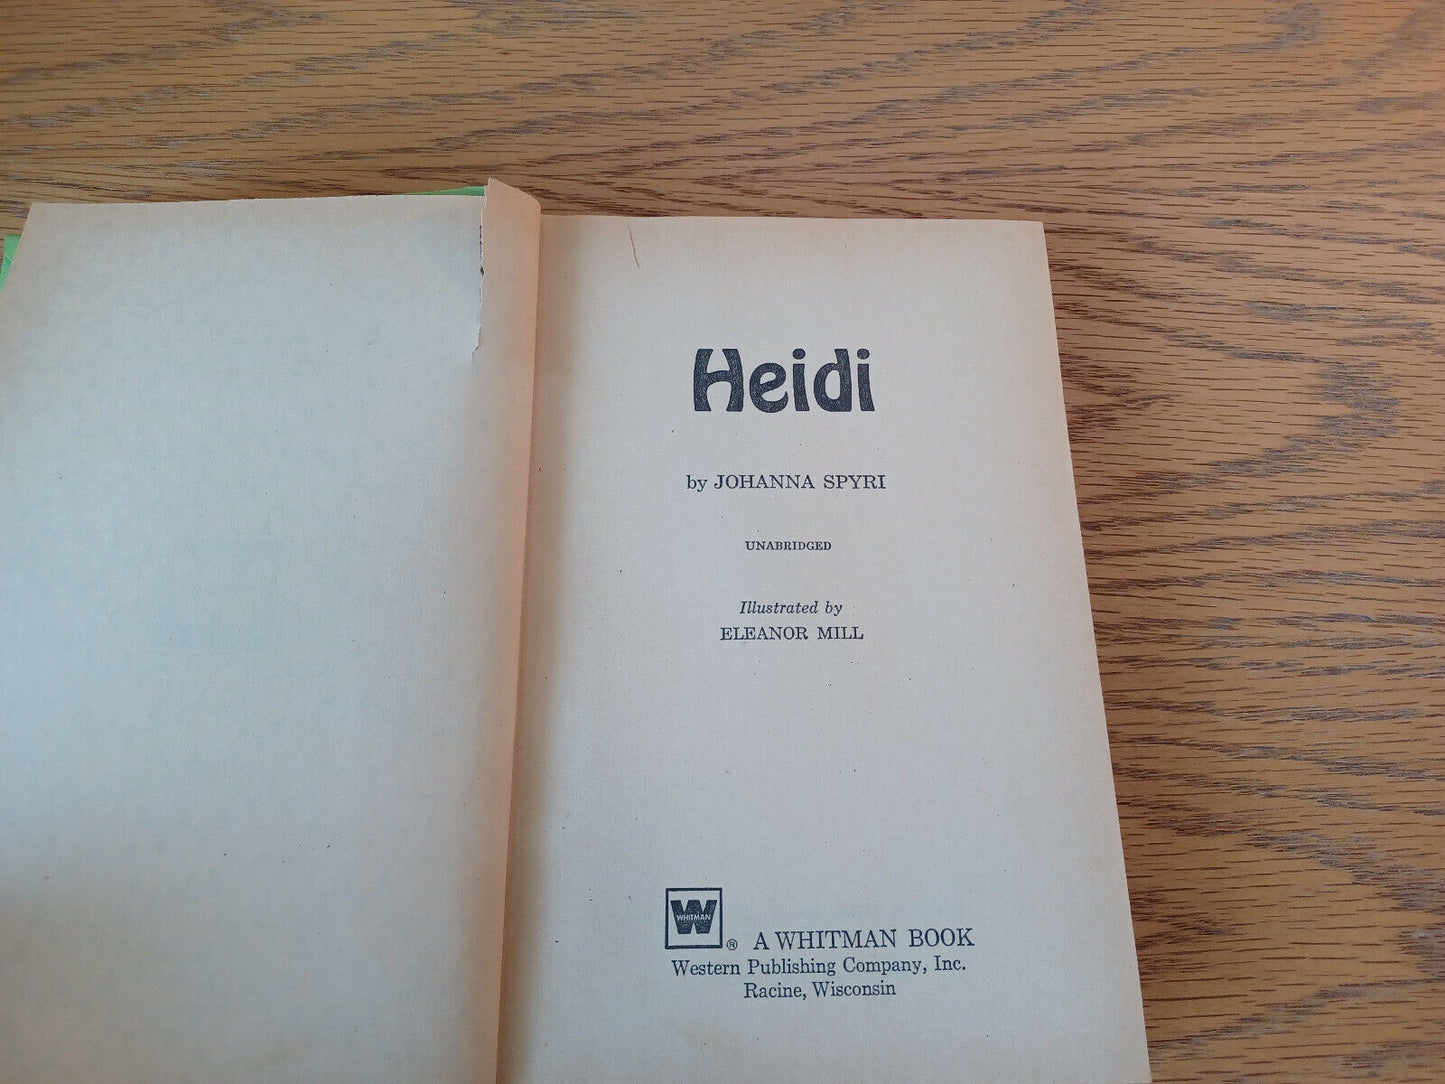 Heidi
by JOHANNA SPYRI
UNABRIDGED
Illustrated by
ELEANOR MILL
WHITMAN
W
® A WHITMAN BOOK
Western Publishing Company, Inc.
Racine, Wisconsin